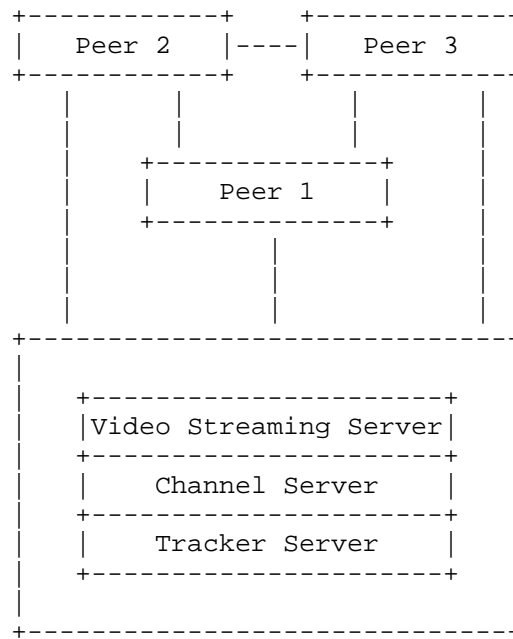 Peer 2 Peer 3
Peer 1
Video Streaming Server
Channel Server
Tracker Server